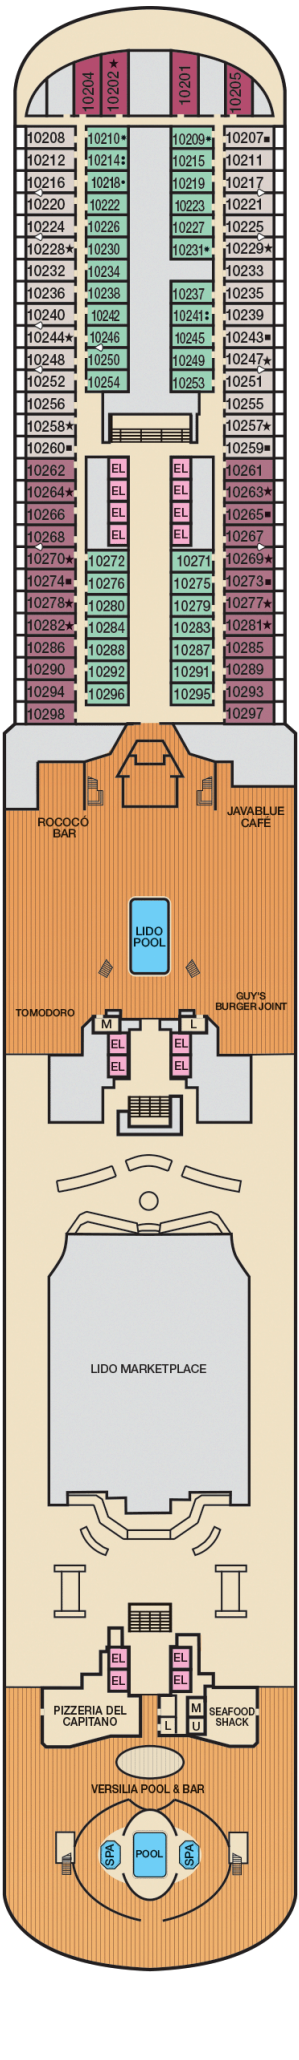 10204
10202★
10201
10205
10208 10210* 10209* 10207■
10212 10214: 10215 10211
10216 10218• 10219 10217
10220 10222 10223 10221
10224 10226 10227 10225
10228★ 10230 10231* 10229★
10232 10234 10233
10236 10238 10237 10235
10240 10242 10241: 10239
10244★ 10246 10245 10243■
10248 10250 10249 10247★
10252 10254 10253 10251
10256 10255
10258★ 10257★
10260■ 10259■
10262 EL EL 10261
10264★ EL EL 10263★
10266 EL EL 10265■
10268 EL EL 10267
10270★ 10272 10271 10269★
10274■ 10276 10275 10273■
10278★ 10280 10279 10277★
10282★ 10284 10283 10281★
10286 10288 10287 10285
10290 10292 10291 10289
10294 10296 10295 10293
10298 10297
ROCOCÓ
BAR
JAVABLUE
CAFÉ
LIDO
POOL
TOMODORO
GUY'S
BURGER JOINT
M L
EL EL
EL EL
LIDO MARKETPLACE
EL EL
EL EL
PIZZERIA DEL
CAPITANO
L
M
U
SEAFOOD
SHACK
VERSILIA POOL & BAR
SPA POOL SPA